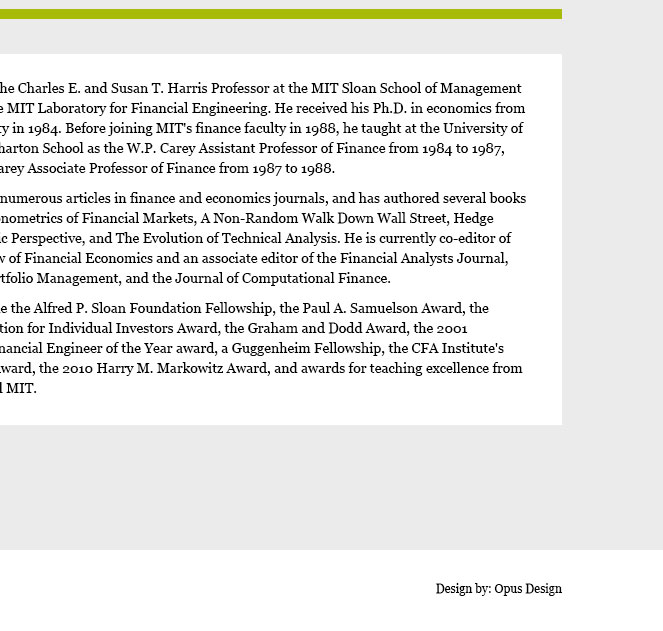 he Charles E. and Susan T. Harris Professor at the MIT Sloan School of Management
e MIT Laboratory for Financial Engineering. He received his Ph.D. in economics from
ty in 1984. Before joining MIT's finance faculty in 1988, he taught at the University of
harton School as the W.P. Carey Assistant Professor of Finance from 1984 to 1987,
arey Associate Professor of Finance from 1987 to 1988.
numerous articles in finance and economics journals, and has authored several books
onometrics of Financial Markets, A Non-Random Walk Down Wall Street, Hedge
ic Perspective, and The Evolution of Technical Analysis. He is currently co-editor of
w of Financial Economics and an associate editor of the Financial Analysts Journal,
rtfolio Management, and the Journal of Computational Finance.
e the Alfred P. Sloan Foundation Fellowship, the Paul A. Samuelson Award, the
tion for Individual Investors Award, the Graham and Dodd Award, the 2001
nancial Engineer of the Year award, a Guggenheim Fellowship, the CFA Institute's
ward, the 2010 Harry M. Markowitz Award, and awards for teaching excellence from
d MIT.
Design by: Opus Design